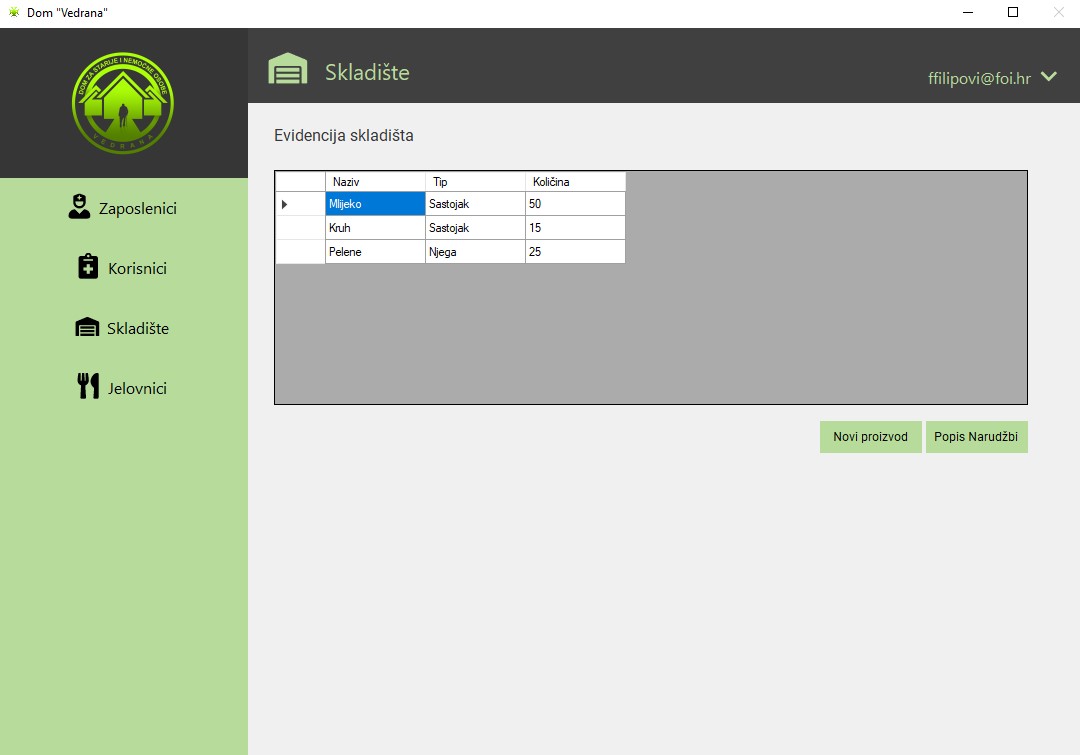 Dom "Vedrana"
DOM ZA STARIJE I NEMOĆNE OSOBE
VEDRANA
Skladište
ffilipovi@foi.hr
Zaposlenici
Korisnici
Skladište
Jelovnici
Evidencija skladišta
Naziv Tip Količina
Mlijeko Sastojak 50
Kruh Sastojak 15
Pelene Njega 25
Novi proizvod Popis Narudžbi